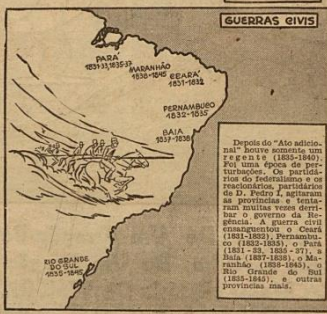 GUERRAS CIVIS
PARÁ
1831-33,1835-37
MARANHÃO
1838-1845
CEARÁ
1831-1832
PERNAMBUCO
1832-1835
BAIA
1837-1838
RIO GRANDE
DO SUL
1835-1845
Depois do "Ato adicio-
nal" houve somente um
regente (1835-1840).
Foi uma época de per-
turbações. Os partidá-
rios do federalismo e os
reacionários, partidários
de D. Pedro I, agitaram
as províncias e tenta-
ram muitas vezes derri-
bar o governo da Re-
gência. A guerra civil
ensanguentou o Ceará
(1831-1832), Pernambu-
co (1832-1835), o Pará
(1831-33, 1835-37), a
Baía (1837-1838), o Ma-
ranhão (1838-1845), o
Rio Grande do Sul
(1835-1845), e outras
províncias mais.